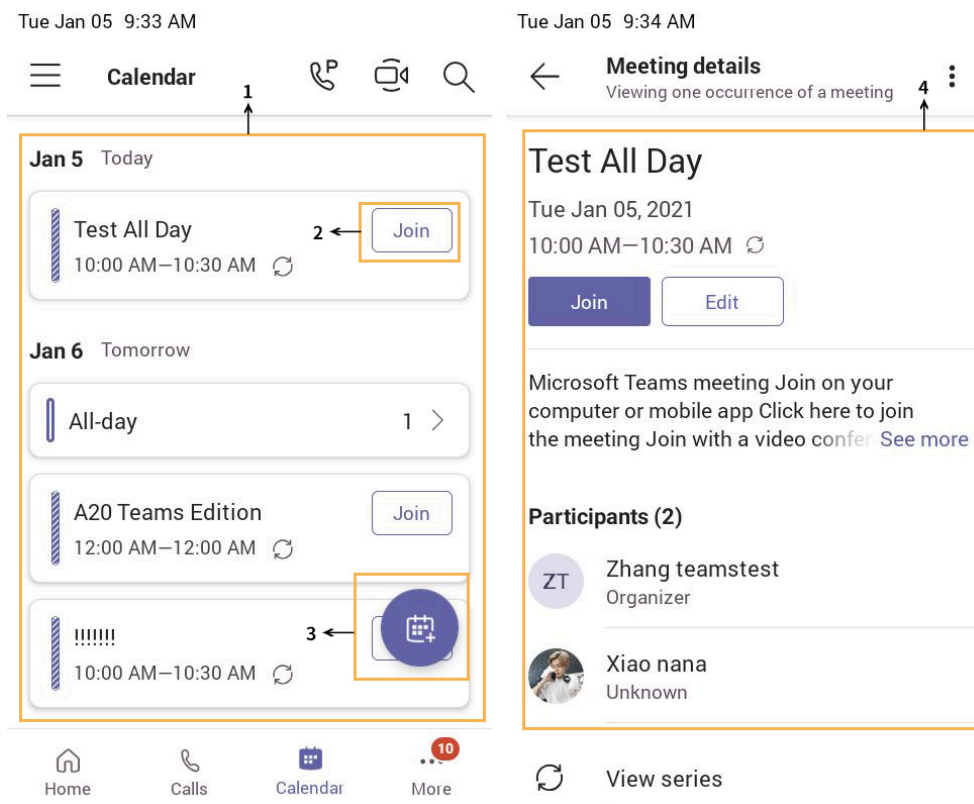 Tue Jan 05 9:33 AM
Calendar
P
1
Jan 5 Today
Test All Day
2
Join
10:00 AM—10:30 AM
Jan 6 Tomorrow
All-day
1
A20 Teams Edition
Join
12:00 AM—12:00 AM
!!!!!!!
3
10:00 AM—10:30 AM
10
Home
Calls
Calendar
More
Tue Jan 05 9:34 AM
Meeting details
Viewing one occurrence of a meeting
4
Test All Day
Tue Jan 05, 2021
10:00 AM—10:30 AM
Join
Edit
Microsoft Teams meeting Join on your
computer or mobile app Click here to join
the meeting Join with a video confer See more
Participants (2)
ZT
Zhang teamstest
Organizer
Xiao nana
Unknown
View series